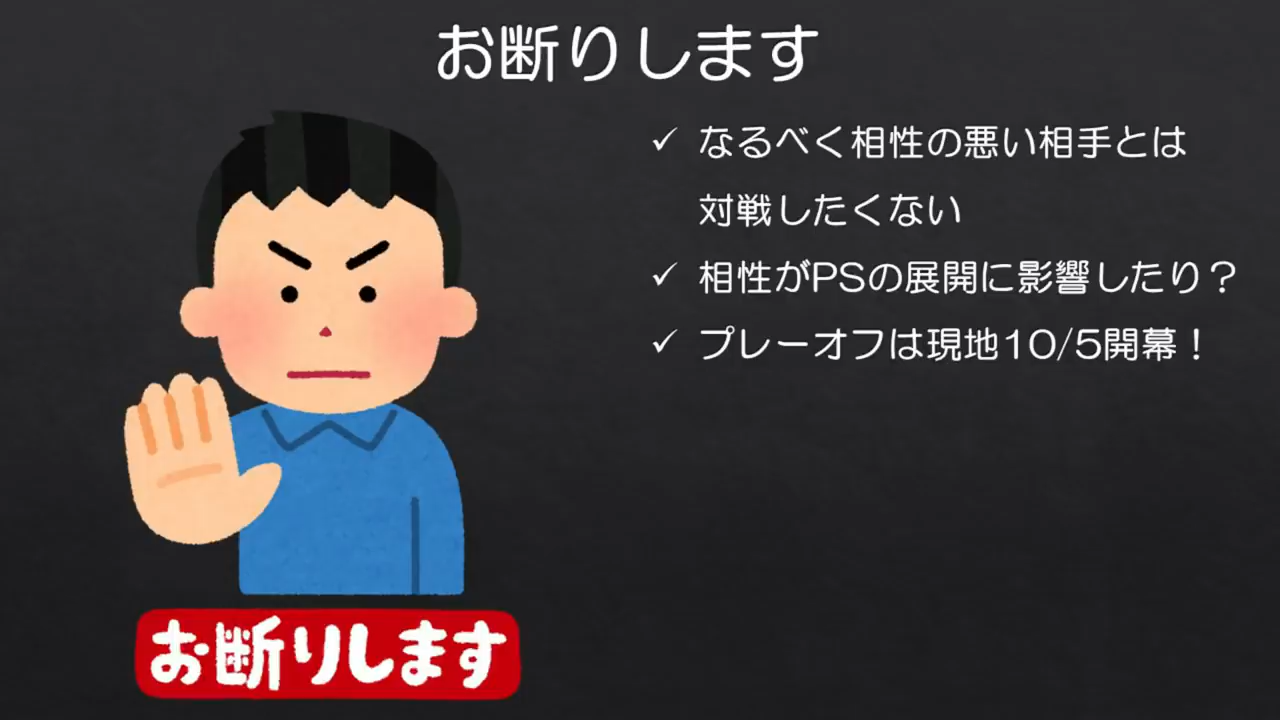 お断りします
✓ なるべく相性の悪い相手とは
対戦したくない
✓ 相性がPSの展開に影響したり？
✓ プレーオフは現地10/5開幕！
お断りします